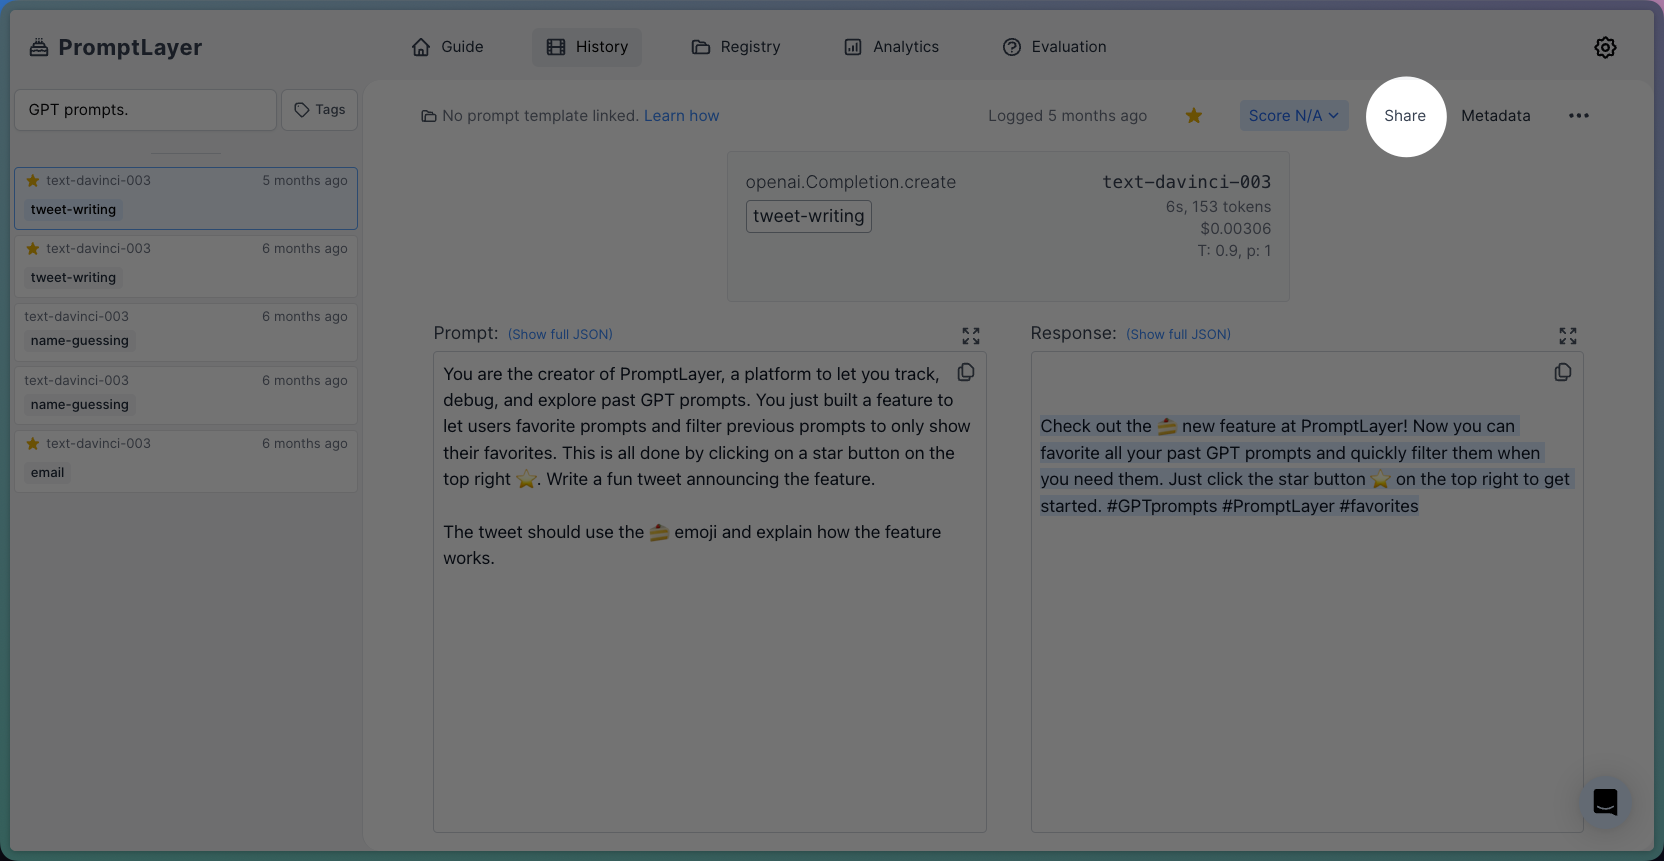 PromptLayer
Guide
History
Registry
Analytics
Evaluation
GPT prompts.
Tags
No prompt template linked. Learn how
Logged 5 months ago
Score N/A
Share
Metadata
text-davinci-003 5 months ago
tweet-writing
text-davinci-003 6 months ago
tweet-writing
text-davinci-003 6 months ago
name-guessing
text-davinci-003 6 months ago
name-guessing
text-davinci-003 6 months ago
email
openai.Completion.create
tweet-writing
text-davinci-003
6s, 153 tokens
$0.00306
T: 0.9, p: 1
Prompt: (Show full JSON)
You are the creator of PromptLayer, a platform to let you track,
debug, and explore past GPT prompts. You just built a feature to
let users favorite prompts and filter previous prompts to only show
their favorites. This is all done by clicking on a star button on the
top right ⭐. Write a fun tweet announcing the feature.
The tweet should use the 🍰 emoji and explain how the feature
works.
Response: (Show full JSON)
Check out the 🍰 new feature at PromptLayer! Now you can
favorite all your past GPT prompts and quickly filter them when
you need them. Just click the star button ⭐ on the top right to get
started. #GPTprompts #PromptLayer #favorites